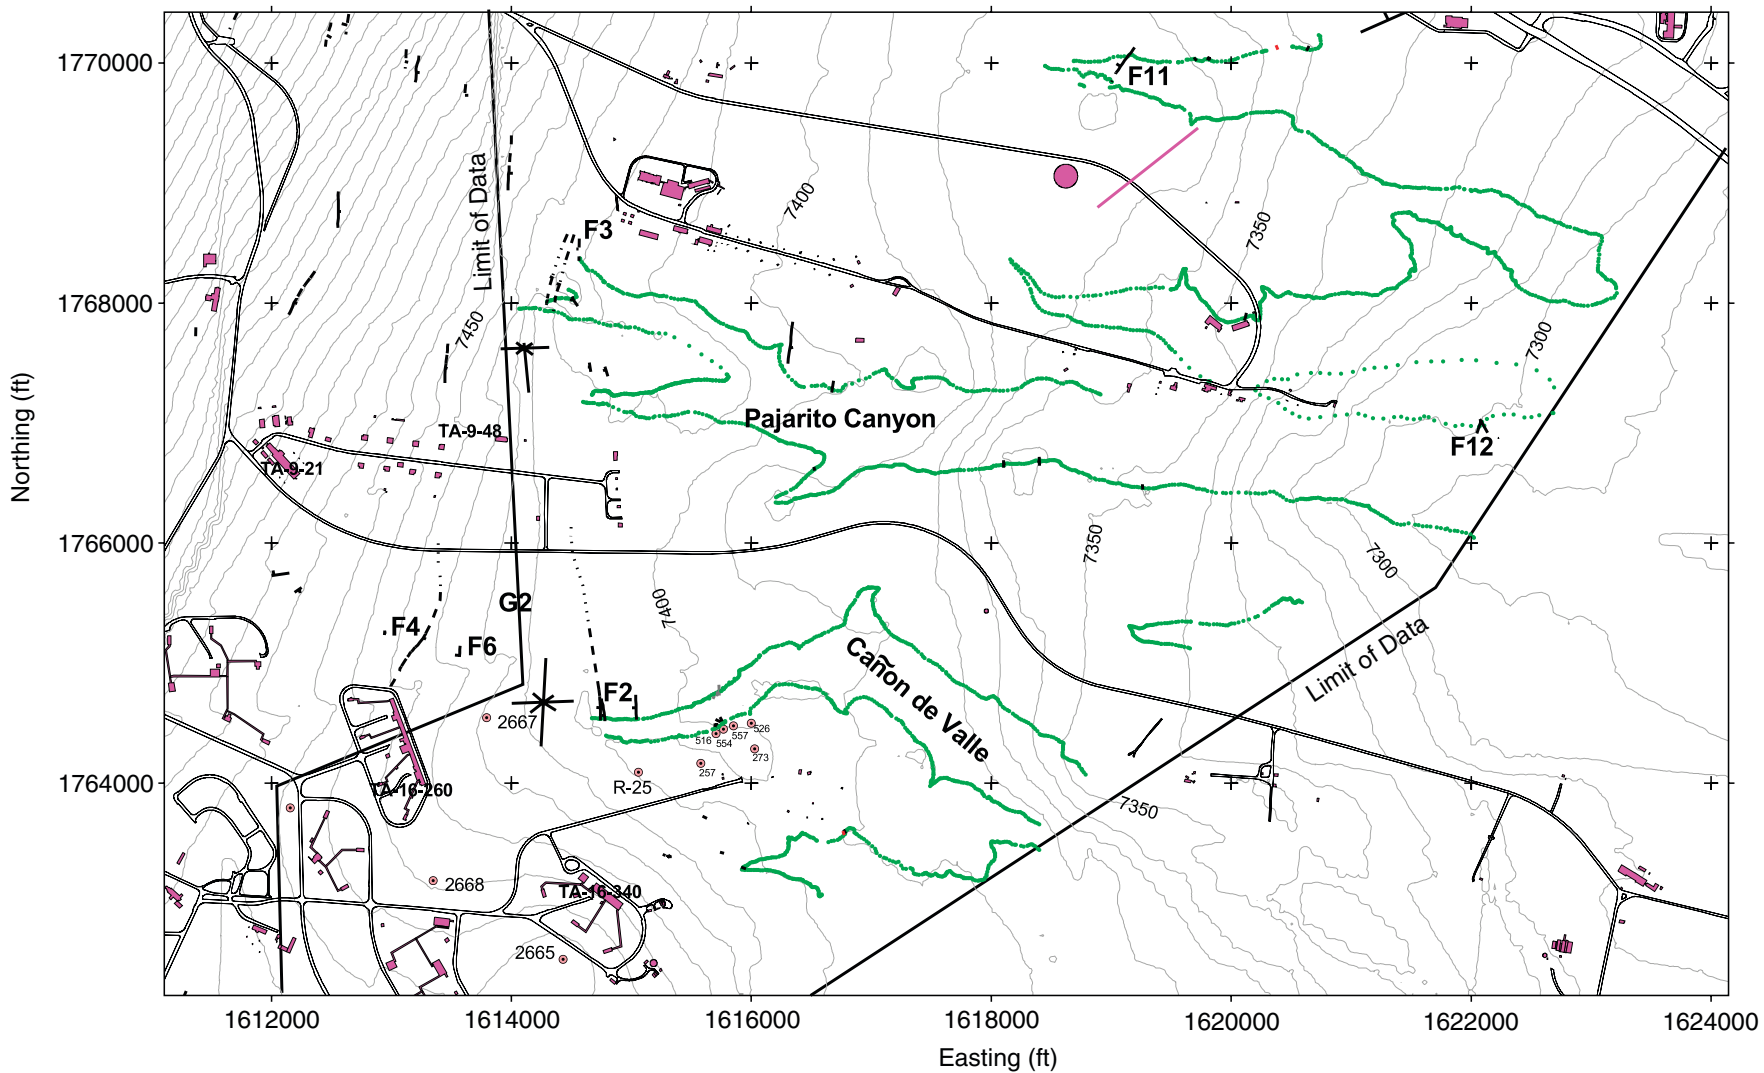 1770000
1768000
1766000
1764000
Northing (ft)
1612000
1614000
1616000
1618000
1620000
1622000
1624000
Easting (ft)
Limit of Data
7450
F3
7400
F11
7350
7300
Pajarito Canyon
F12
TA-9-48
TA-9-21
F4
G2
F6
7400
7350
7300
F2
Cañon de Valle
Limit of Data
2667
516
554
557
526
273
257
R-25
TA-16-260
7350
2668
TA-16-340
2665